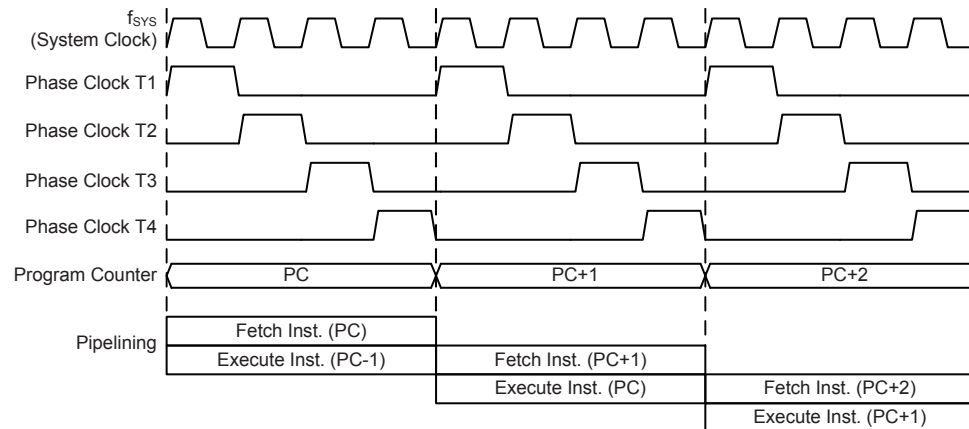 fSYS
(System Clock)
Phase Clock T1
Phase Clock T2
Phase Clock T3
Phase Clock T4
Program Counter PC PC+1 PC+2
Pipelining
Fetch Inst. (PC)
Execute Inst. (PC-1) Fetch Inst. (PC+1)
Execute Inst. (PC) Fetch Inst. (PC+2)
Execute Inst. (PC+1)